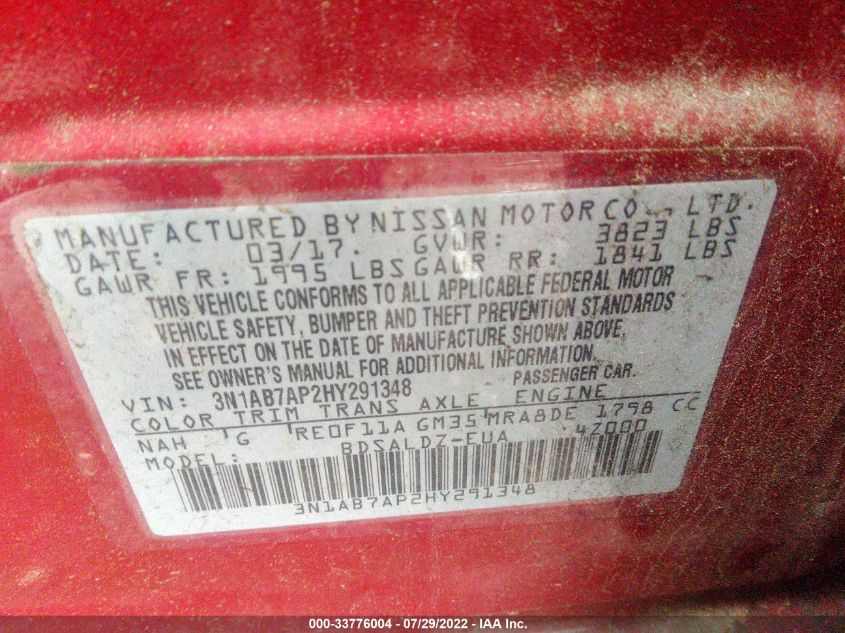 MANUFACTURED BY NISSAN MOTOR CO., LTD.
DATE: 03/17. GVWR: 3823 LBS
GAWR FR: 1995 LBS GAWR RR: 1841 LBS
THIS VEHICLE CONFORMS TO ALL APPLICABLE FEDERAL MOTOR
VEHICLE SAFETY, BUMPER AND THEFT PREVENTION STANDARDS
IN EFFECT ON THE DATE OF MANUFACTURE SHOWN ABOVE,
SEE OWNER'S MANUAL FOR ADDITIONAL INFORMATION.
VIN: 3N1AB7AP2HY291348 PASSENGER CAR.
COLOR TRIM TRANS AXLE ENGINE
NAH G RE0F11A GM35 MRA8DE 1798 CC
MODEL: BDSALDZ-EUA 4Z000
3N1AB7AP2HY291348
000-33776004 / 07/29/2022 - IAA Inc.